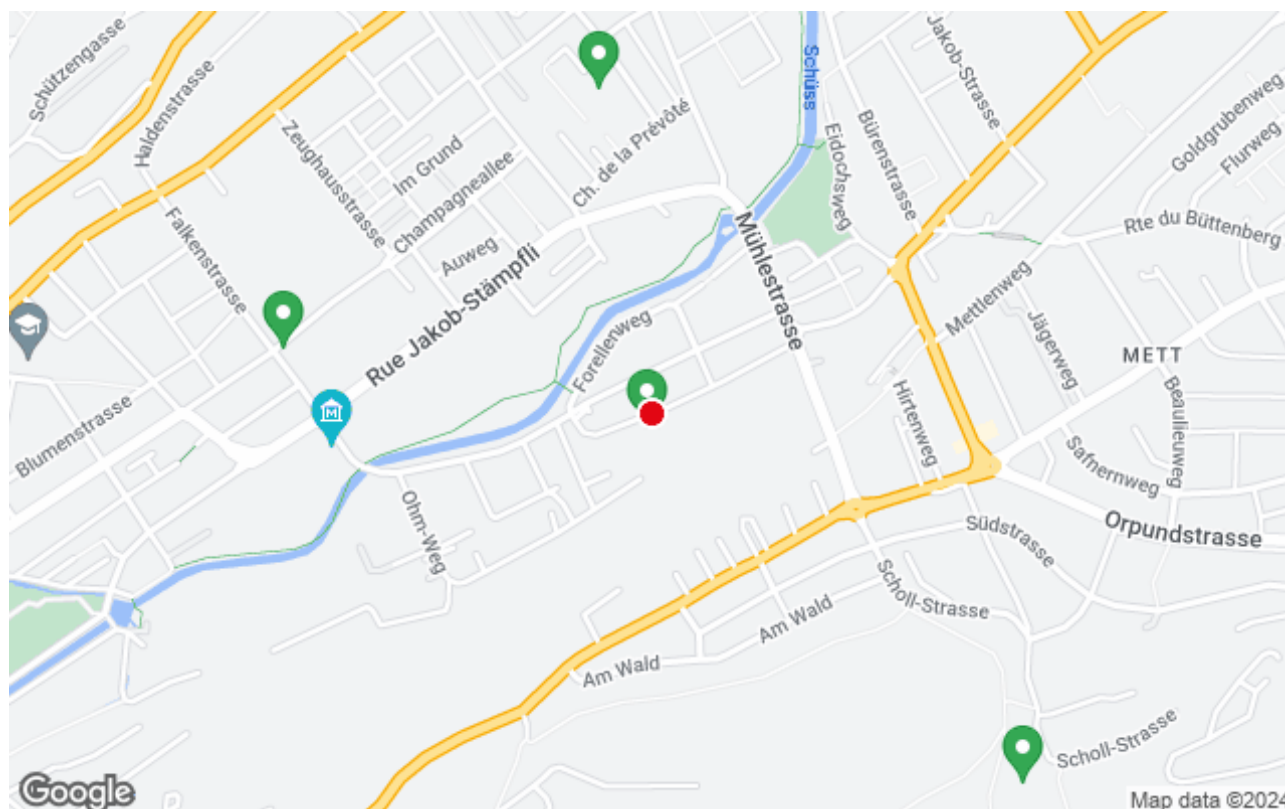 Schützengasse
Haldenstrasse
Zeughausstrasse
Im Grund
Champagneallee
Ch. de la Prévôté
Auweg
Falkenstrasse
Rue Jakob-Stämpfli
Blumenstrasse
Forellenweg
Ohm-Weg
Schüss
Jakob-Strasse
Bürenstrasse
Eidochsweg
Mühlestrasse
Goldgrubenweg
Flurweg
Rte du Büttenberg
Mettlenweg
Jägerweg
METT
Beaulieuweg
Hirtenweg
Safnernweg
Orpundstrasse
Südstrasse
Scholl-Strasse
Am Wald
Am Wald
Scholl-Strasse
M
Google
Map data ©2024